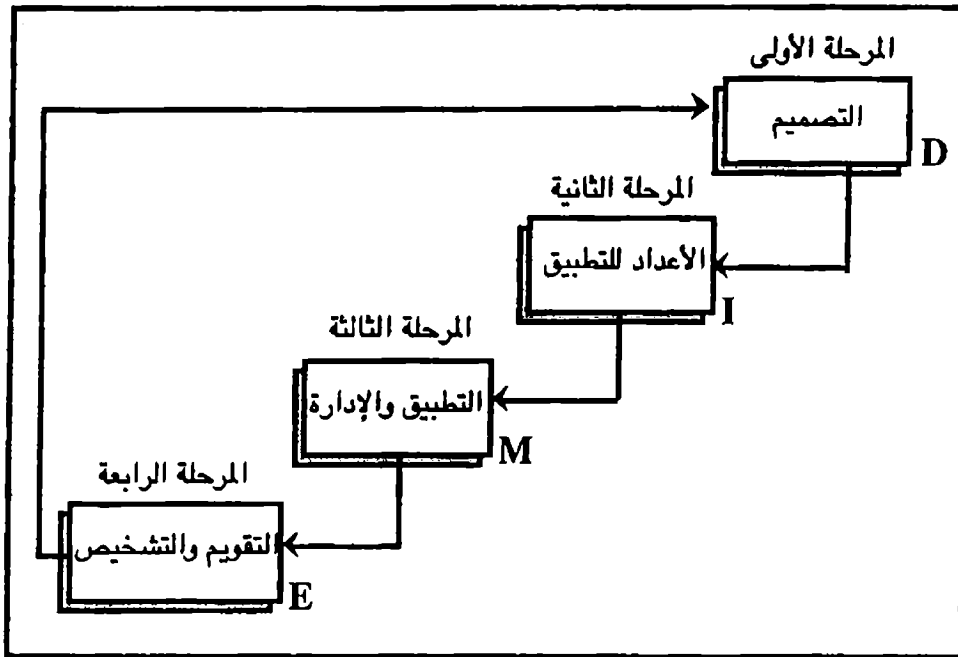 المرحلة الأولى
التصميم
D
المرحلة الثانية
الأعداد للتطبيق
I
المرحلة الثالثة
التطبيق والإدارة
M
المرحلة الرابعة
التقويم والتشخيص
E